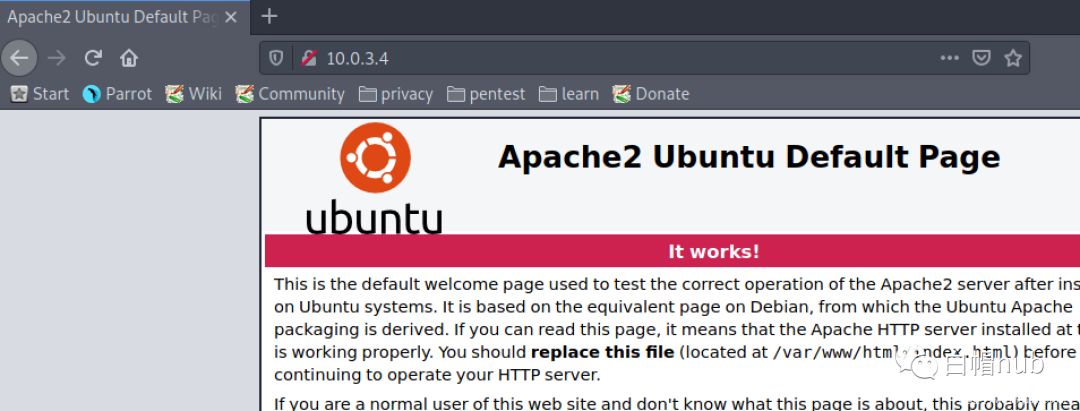 Apache2 Ubuntu Default Pag
10.0.3.4
Start Parrot Wiki Community privacy pentest learn Donate
Apache2 Ubuntu Default Page
ubuntu
It works!
This is the default welcome page used to test the correct operation of the Apache2 server after ins
on Ubuntu systems. It is based on the equivalent page on Debian, from which the Ubuntu Apache
packaging is derived. If you can read this page, it means that the Apache HTTP server installed at t
is working properly. You should replace this file (located at /var/www/html/index.html) before
continuing to operate your HTTP server.
If you are a normal user of this web site and don't know what this page is about, this probably mea
白帽hub